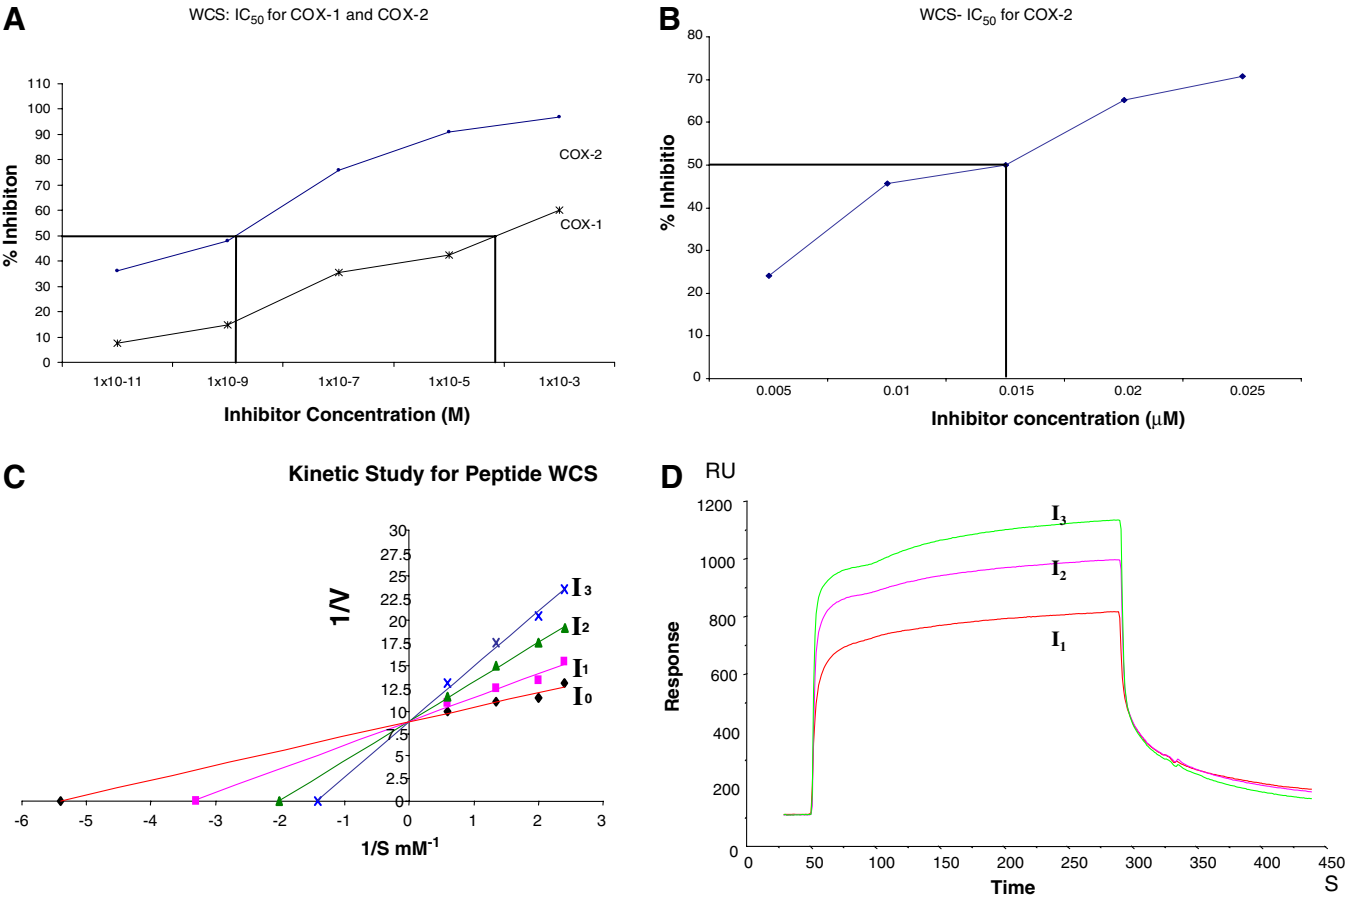 A
WCS: IC50 for COX-1 and COX-2
110
100
90
80
70
60
50
40
30
20
10
0
% Inhibiton
COX-2
COX-1
1x10-11 1x10-9 1x10-7 1x10-5 1x10-3
Inhibitor Concentration (M)
B
WCS- IC50 for COX-2
80
70
60
50
40
30
20
10
0
% Inhibitio
0.005 0.01 0.015 0.02 0.025
Inhibitor concentration (μM)
C
Kinetic Study for Peptide WCS
30
27.5
25
22.5
20
17.5
15
12.5
10
7.5
5
2.5
0
1/V
I3
I2
I1
I0
-6 -5 -4 -3 -2 -1 0 1 2 3
1/S mM-1
D
RU
1200
1000
800
600
400
200
0
Response
I3
I2
I1
0 50 100 150 200 250 300 350 400 450
Time
S